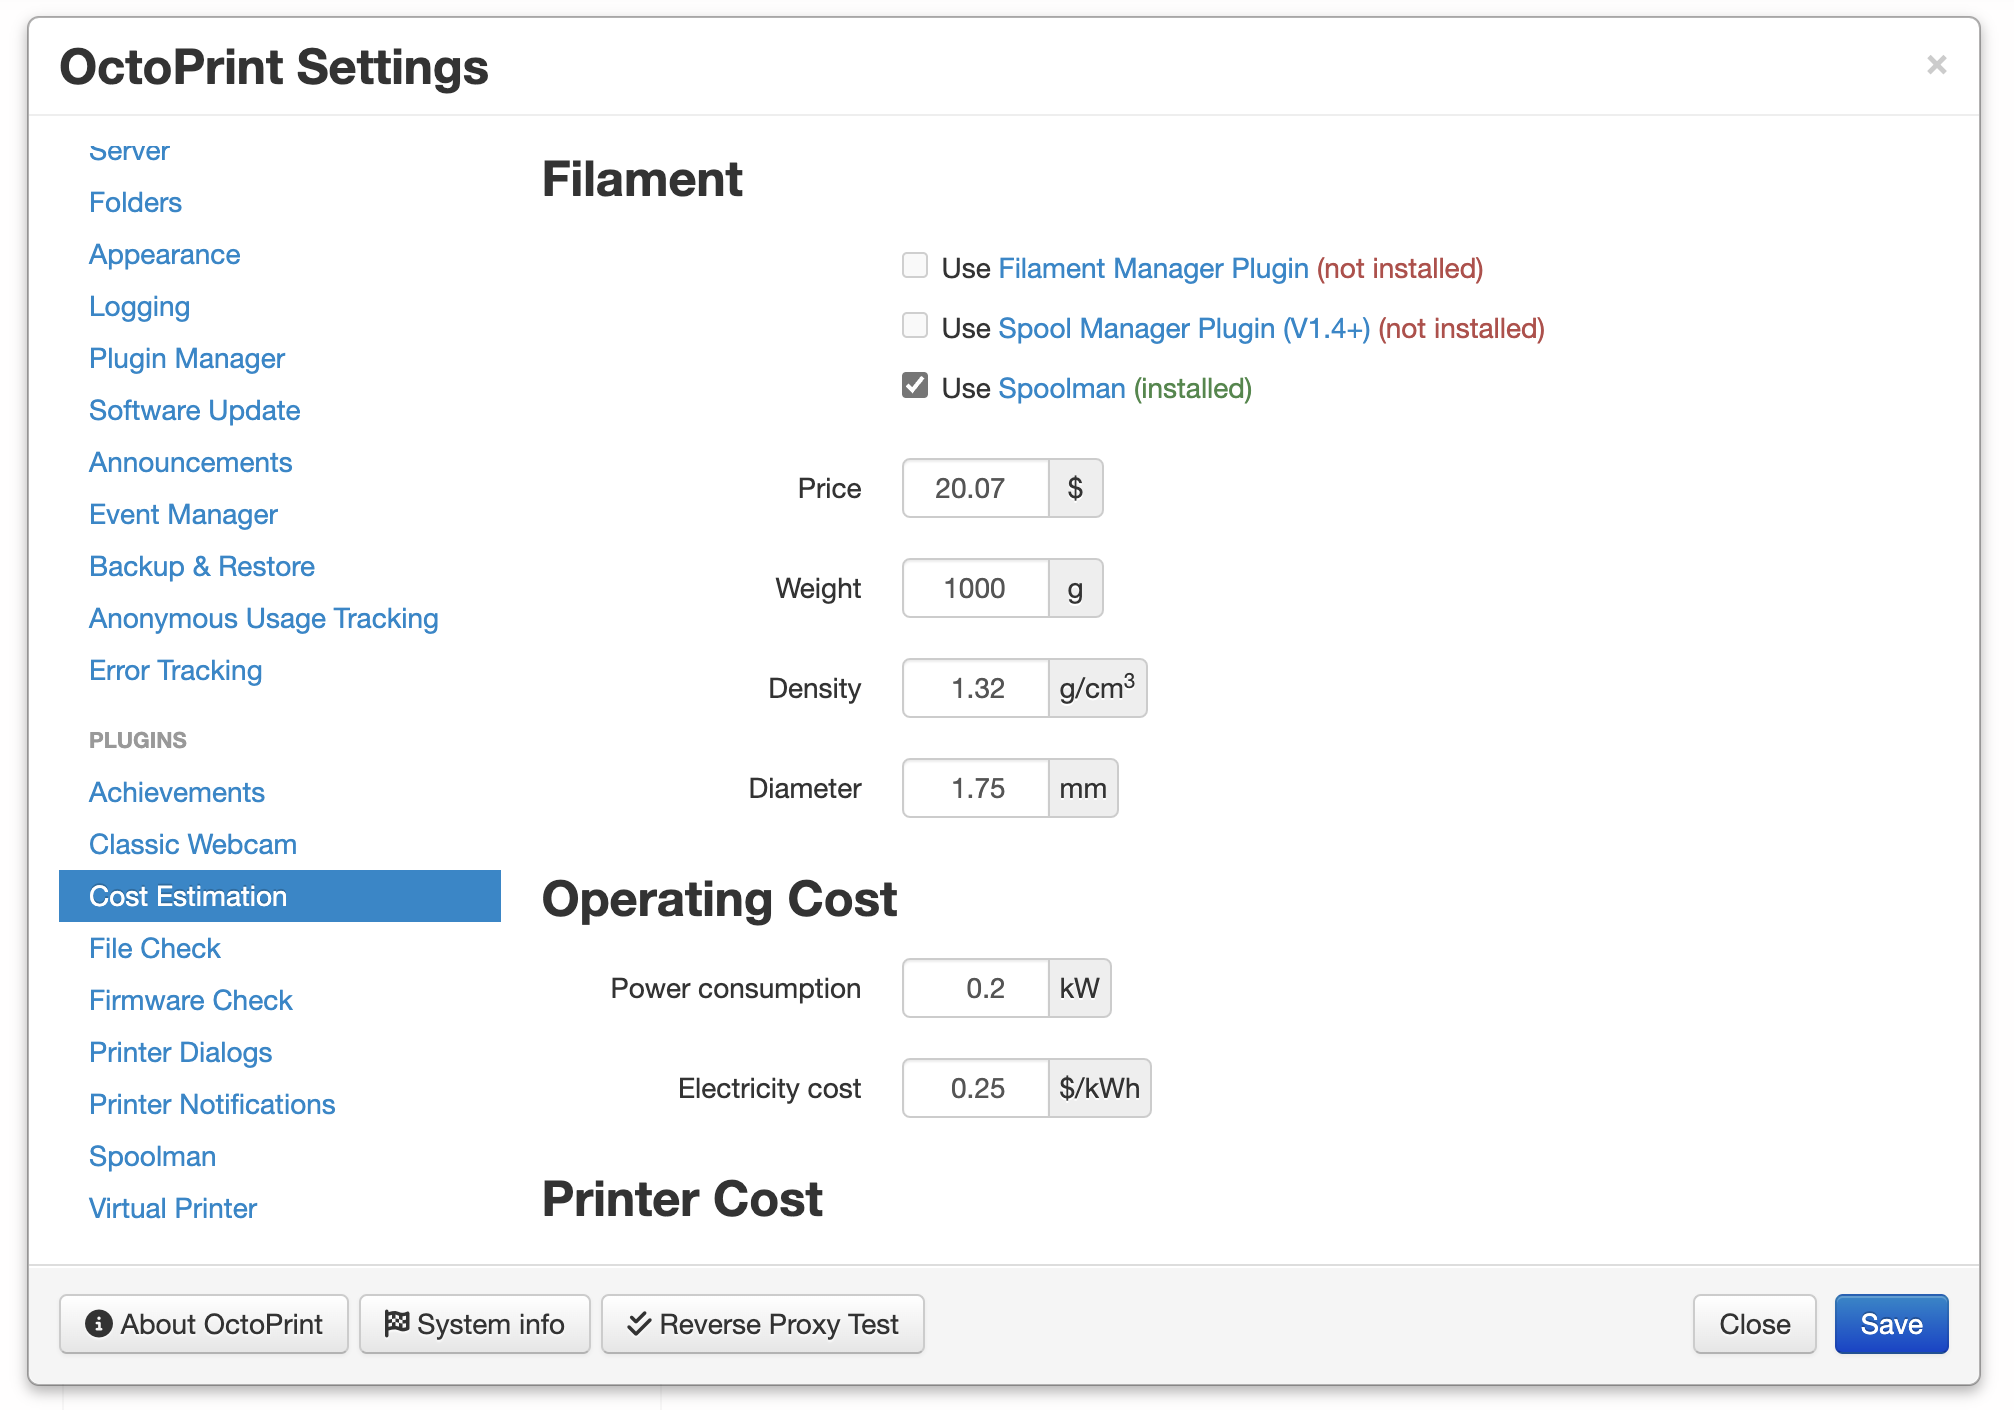 OctoPrint Settings
×
Server
Folders
Appearance
Logging
Plugin Manager
Software Update
Announcements
Event Manager
Backup & Restore
Anonymous Usage Tracking
Error Tracking
PLUGINS
Achievements
Classic Webcam
Cost Estimation
File Check
Firmware Check
Printer Dialogs
Printer Notifications
Spoolman
Virtual Printer
Filament
Use Filament Manager Plugin (not installed)
Use Spool Manager Plugin (V1.4+) (not installed)
Use Spoolman (installed)
Price 20.07 $
Weight 1000 g
Density 1.32 g/cm³
Diameter 1.75 mm
Operating Cost
Power consumption 0.2 kW
Electricity cost 0.25 $/kWh
Printer Cost
About OctoPrint System info Reverse Proxy Test Close Save